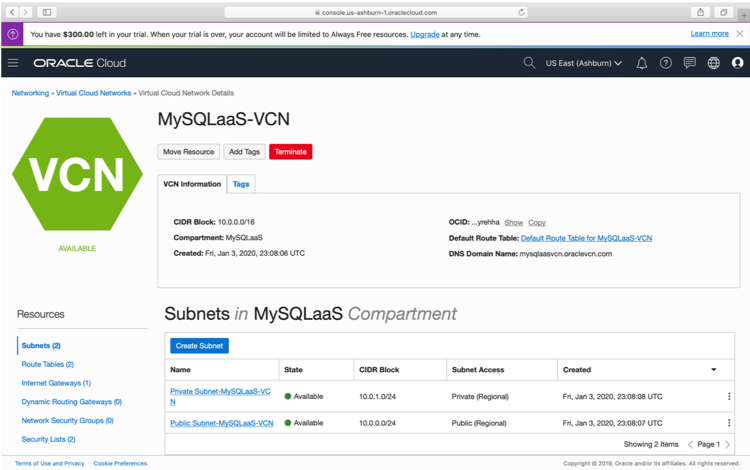 console.us-ashburn-1.oraclecloud.com
You have $300.00 left in your trial. When your trial is over, your account will be limited to Always Free resources. Upgrade at any time.
Learn more
ORACLE Cloud
US East (Ashburn)
Networking » Virtual Cloud Networks » Virtual Cloud Network Details
VCN
AVAILABLE
MySQLaaS-VCN
Move Resource
Add Tags
Terminate
VCN Information
Tags
CIDR Block: 10.0.0.0/16
Compartment: MySQLaaS
Created: Fri, Jan 3, 2020, 23:08:06 UTC
OCID: ...yrehha Show Copy
Default Route Table: Default Route Table for MySQLaaS-VCN
DNS Domain Name: mysqlaasvcn.oraclevcn.com
Resources
Subnets (2)
Route Tables (2)
Internet Gateways (1)
Dynamic Routing Gateways (0)
Network Security Groups (0)
Security Lists (2)
Subnets in MySQLaaS Compartment
Create Subnet
Name State CIDR Block Subnet Access Created
Private Subnet-MySQLaaS-VC
N
Available 10.0.1.0/24 Private (Regional) Fri, Jan 3, 2020, 23:08:08 UTC
Public Subnet-MySQLaaS-VCN Available 10.0.0.0/24 Public (Regional) Fri, Jan 3, 2020, 23:08:07 UTC
Showing 2 Items Page 1
Terms of Use and Privacy Cookie Preferences
Copyright © 2019, Oracle and/or its affiliates. All rights reserved.